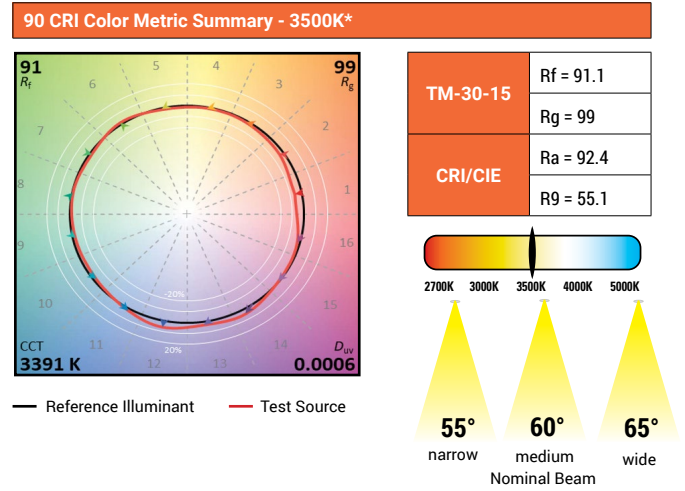 90 CRI Color Metric Summary - 3500K*
91
Rf
99
Rg
5
4
6
3
7
2
8
1
9
16
10
15
11
14
12
13
-20%
20%
CCT
3391 K
Duv
0.0006
Reference Illuminant
Test Source
TM-30-15
Rf = 91.1
Rg = 99
CRI/CIE
Ra = 92.4
R9 = 55.1
2700K 3000K 3500K 4000K 5000K
55° 60° 65°
narrow medium wide
Nominal Beam